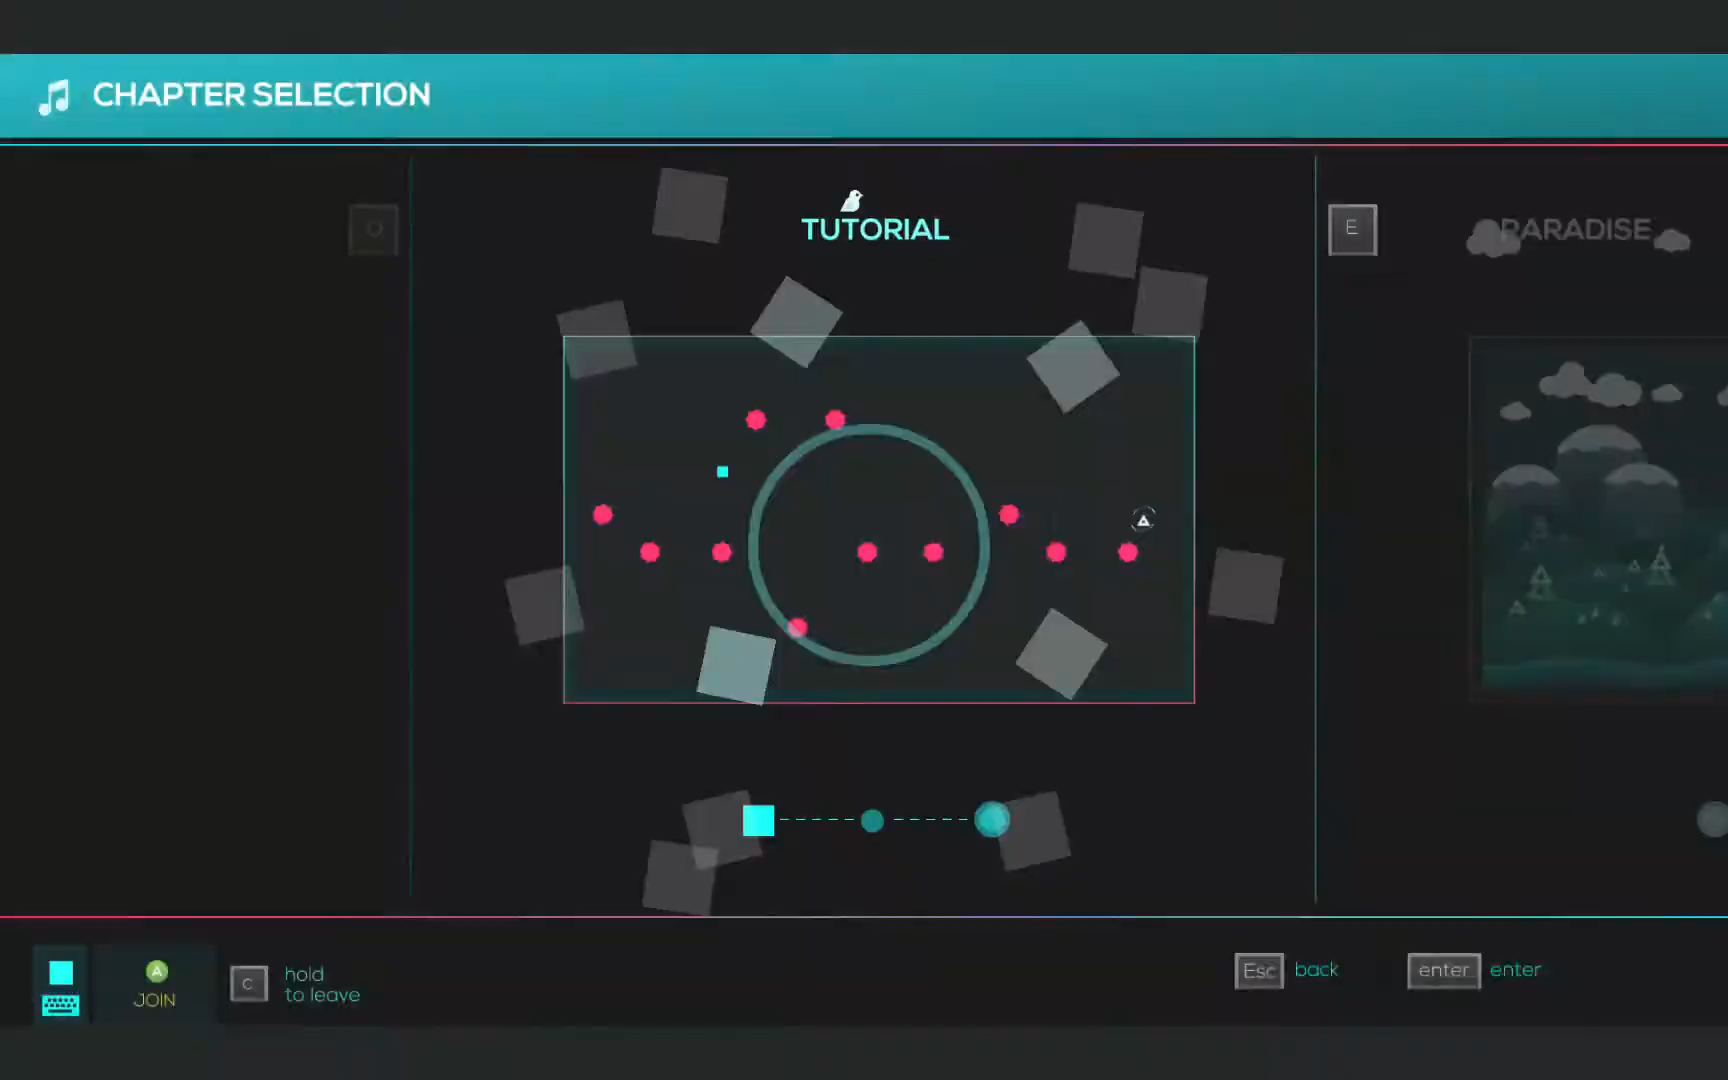 CHAPTER SELECTION
TUTORIAL
E
PARADISE
A
JOIN
C
hold
to leave
Esc
back
enter
enter